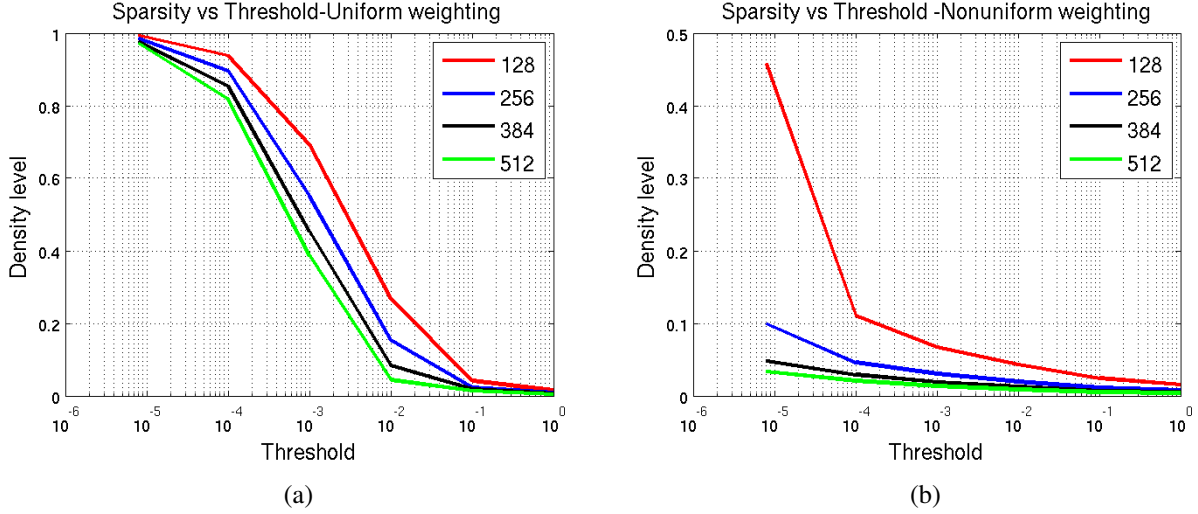 Sparsity vs Threshold-Uniform weighting
1
0.8
0.6
0.4
0.2
0
Density level
128
256
384
512
10^-6 10^-5 10^-4 10^-3 10^-2 10^-1 10^0
Threshold
(a)
Sparsity vs Threshold -Nonuniform weighting
0.5
0.4
0.3
0.2
0.1
0
Density level
128
256
384
512
10^-6 10^-5 10^-4 10^-3 10^-2 10^-1 10^0
Threshold
(b)